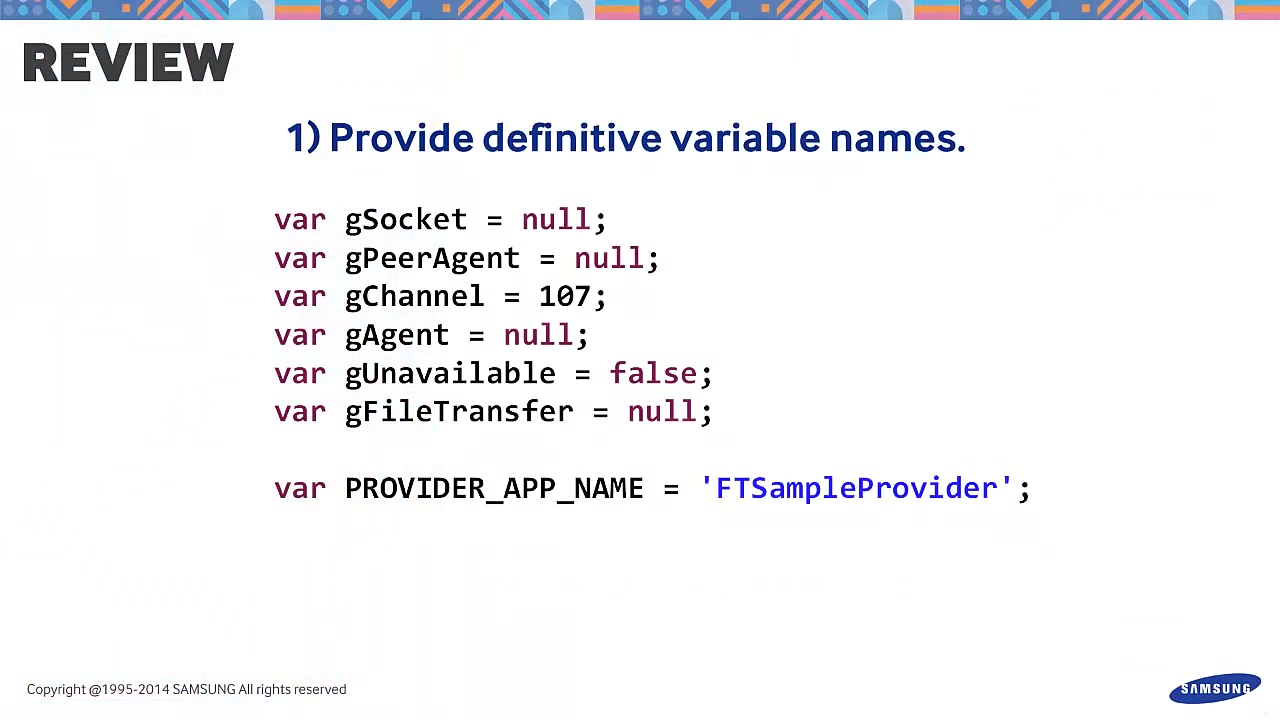 REVIEW
1) Provide definitive variable names.
var gSocket = null;
var gPeerAgent = null;
var gChannel = 107;
var gAgent = null;
var gUnavailable = false;
var gFileTransfer = null;
var PROVIDER_APP_NAME = 'FTSampleProvider';
Copyright @1995-2014 SAMSUNG All rights reserved
SAMSUNG